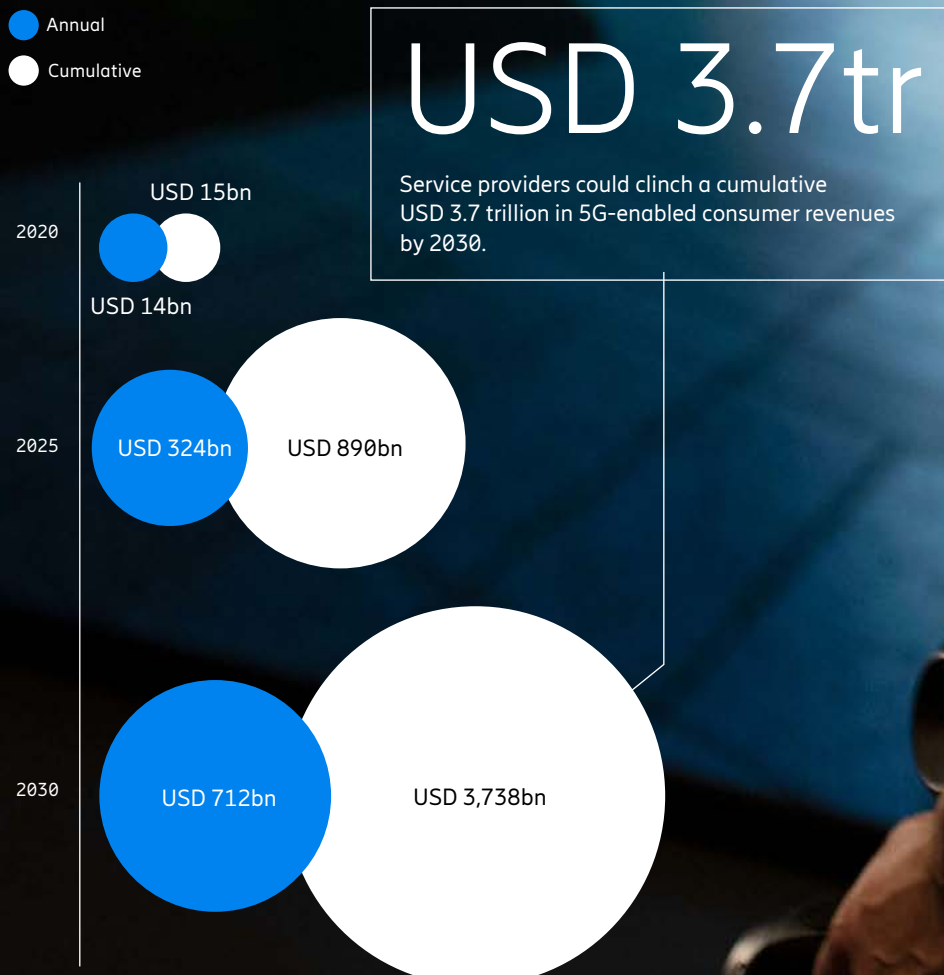 Annual
Cumulative
USD 3.7tr
Service providers could clinch a cumulative
USD 3.7 trillion in 5G-enabled consumer revenues
by 2030.
2020
USD 15bn
USD 14bn
2025
USD 324bn
USD 890bn
2030
USD 712bn
USD 3,738bn